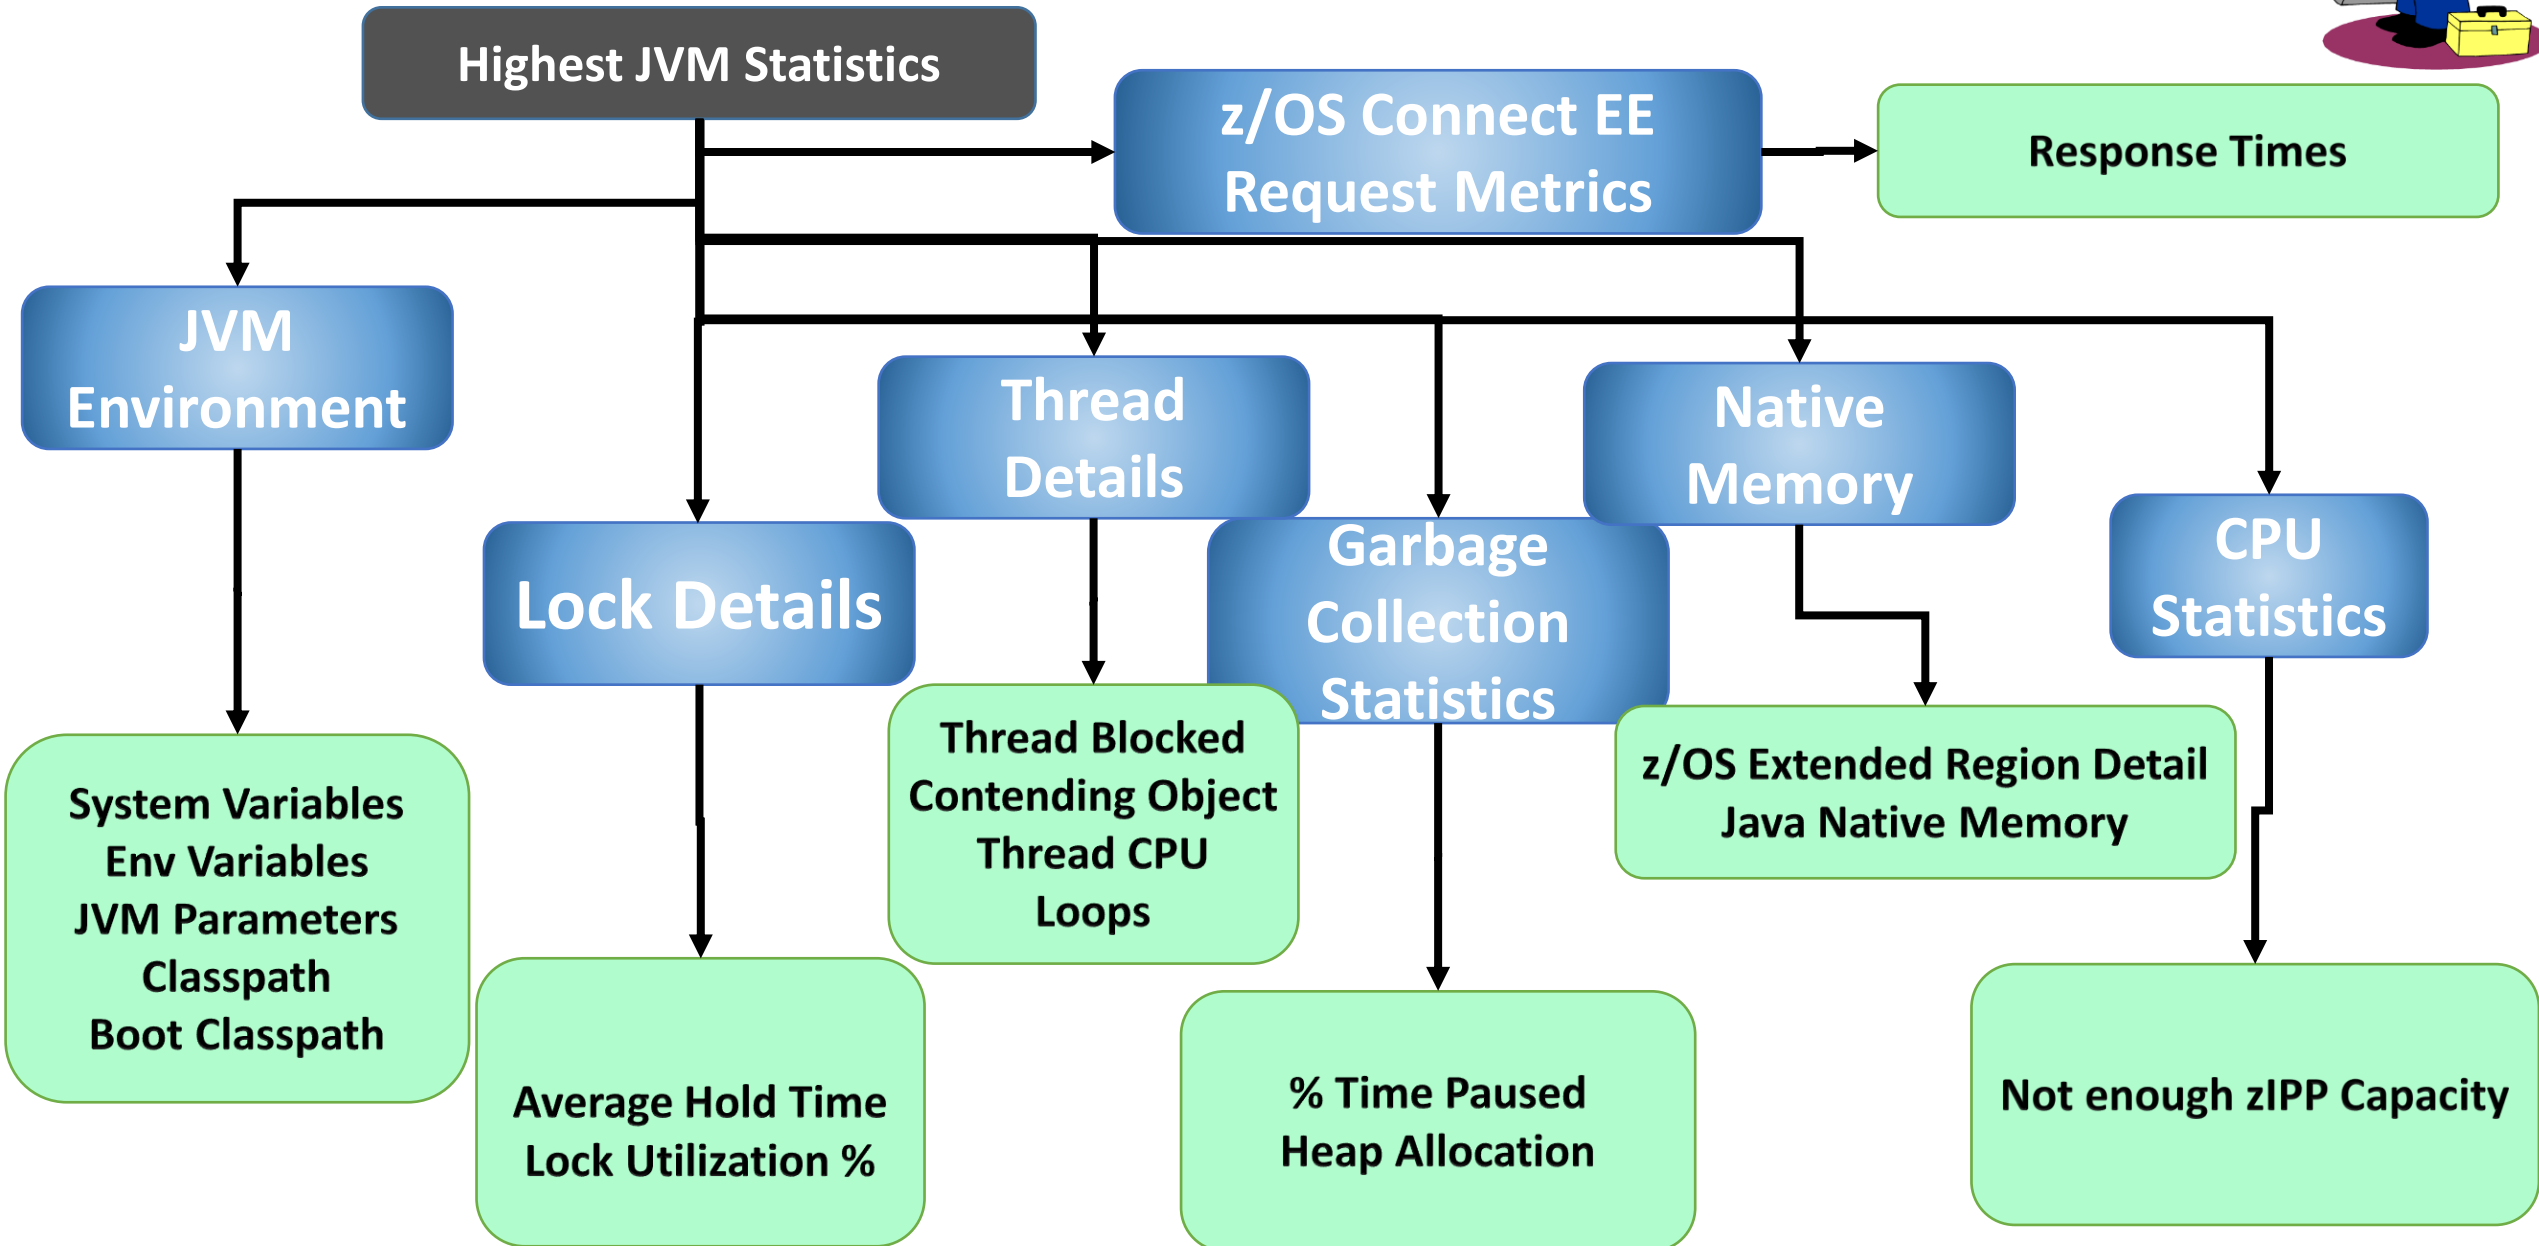 Highest JVM Statistics
z/OS Connect EE
Request Metrics
Response Times
JVM
Environment
Thread
Details
Native
Memory
Lock Details
Garbage
Collection
Statistics
CPU
Statistics
System Variables
Env Variables
JVM Parameters
Classpath
Boot Classpath
Thread Blocked
Contending Object
Thread CPU
Loops
z/OS Extended Region Detail
Java Native Memory
Average Hold Time
Lock Utilization %
% Time Paused
Heap Allocation
Not enough zIPP Capacity